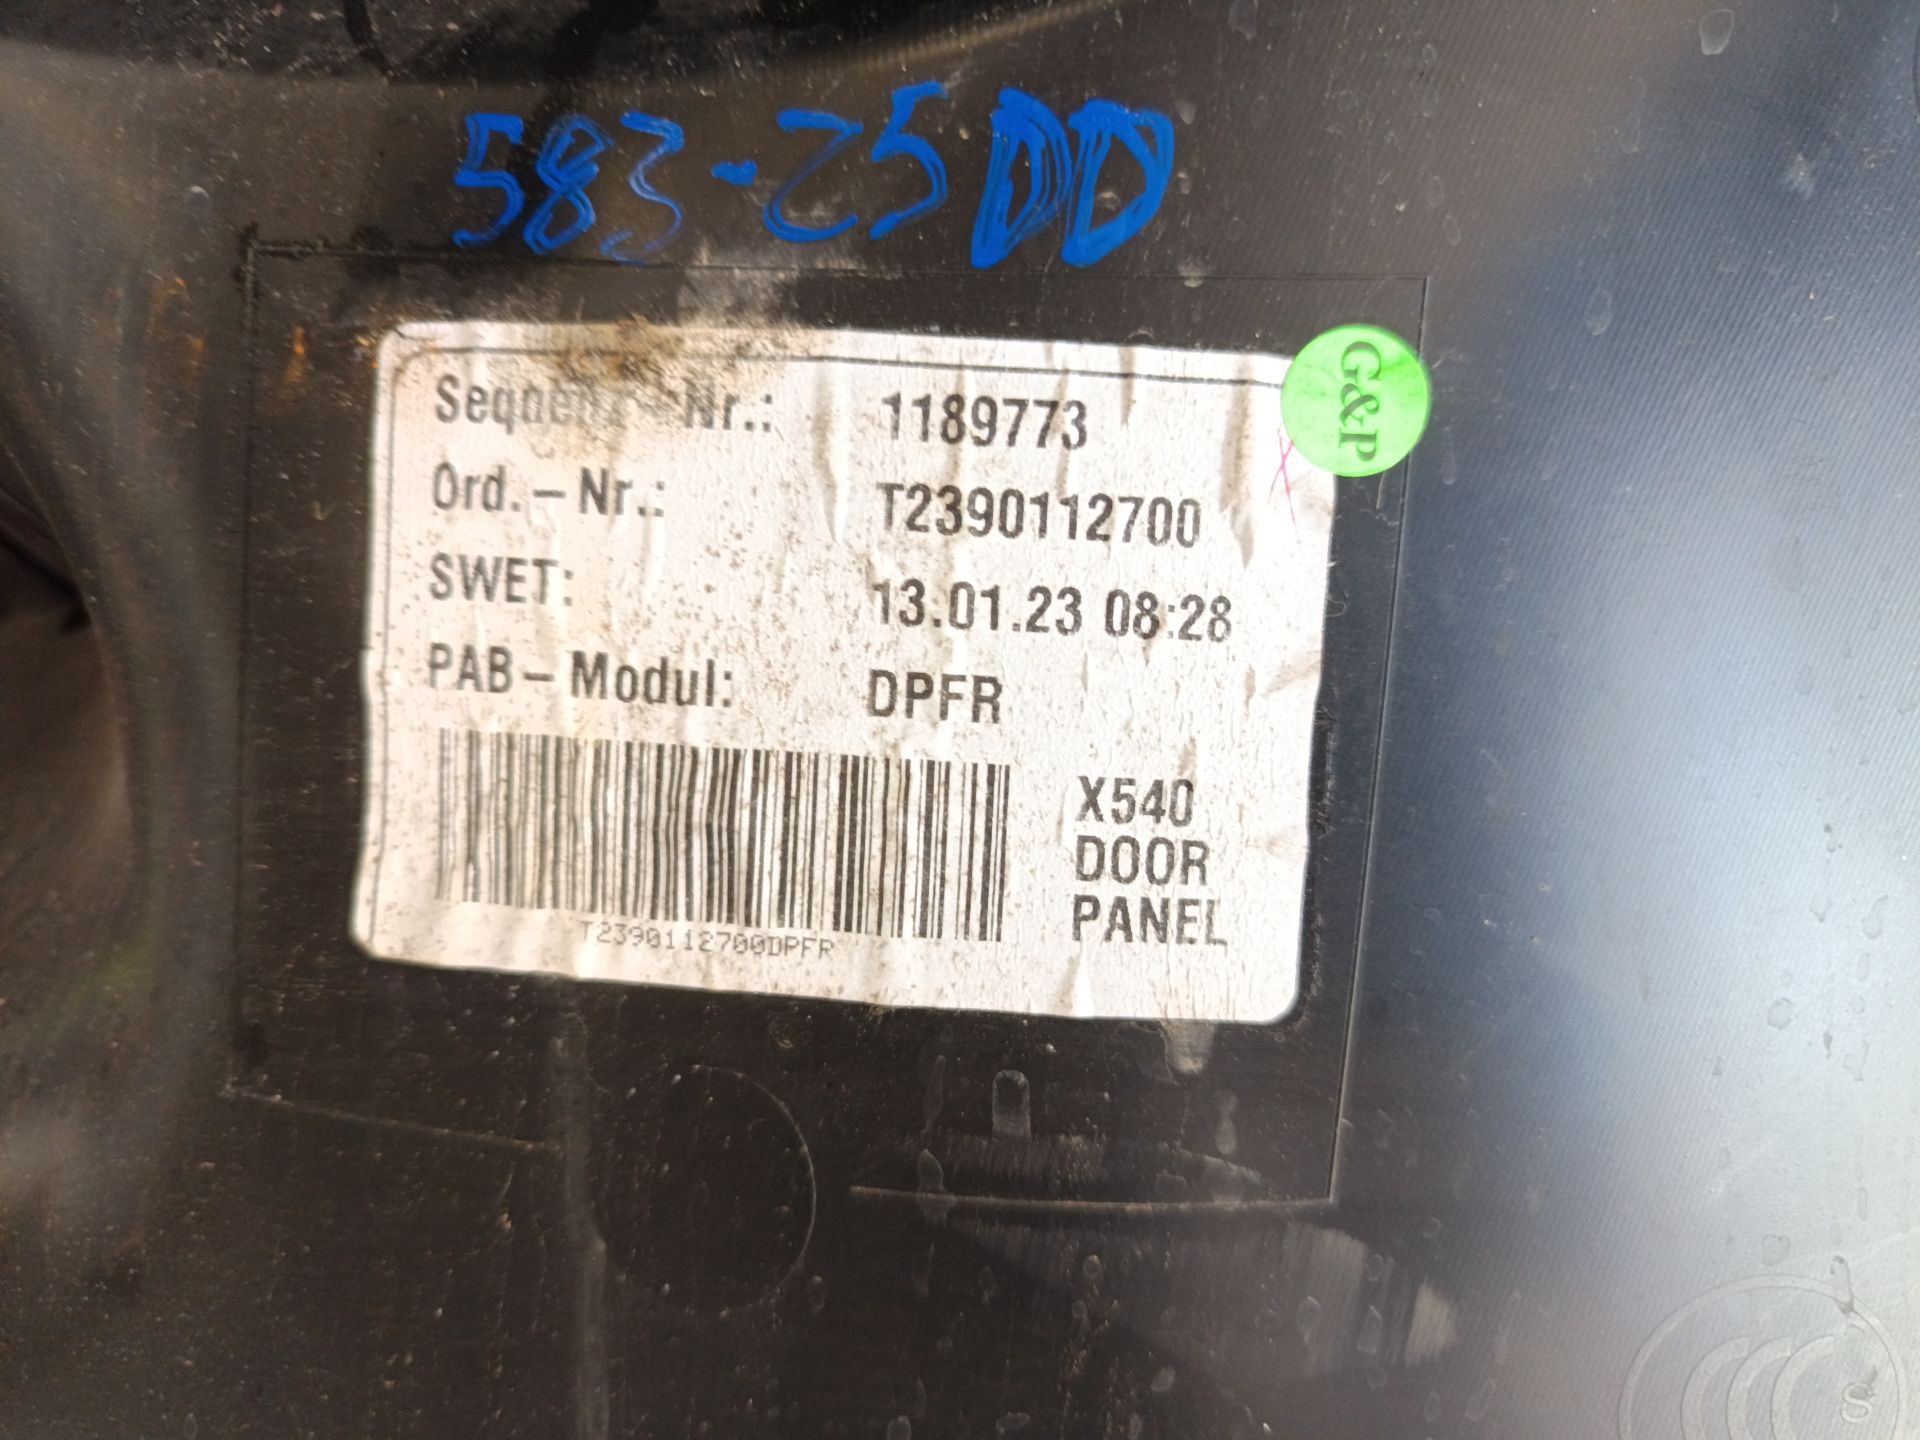 583-25DD
G&P
Sequenz-Nr.: 1189773
Ord.-Nr.: T2390112700
SWET: 13.01.23 08:28
PAB-Modul: DPFR
X540
DOOR
PANEL
T2390112700DPFR
S